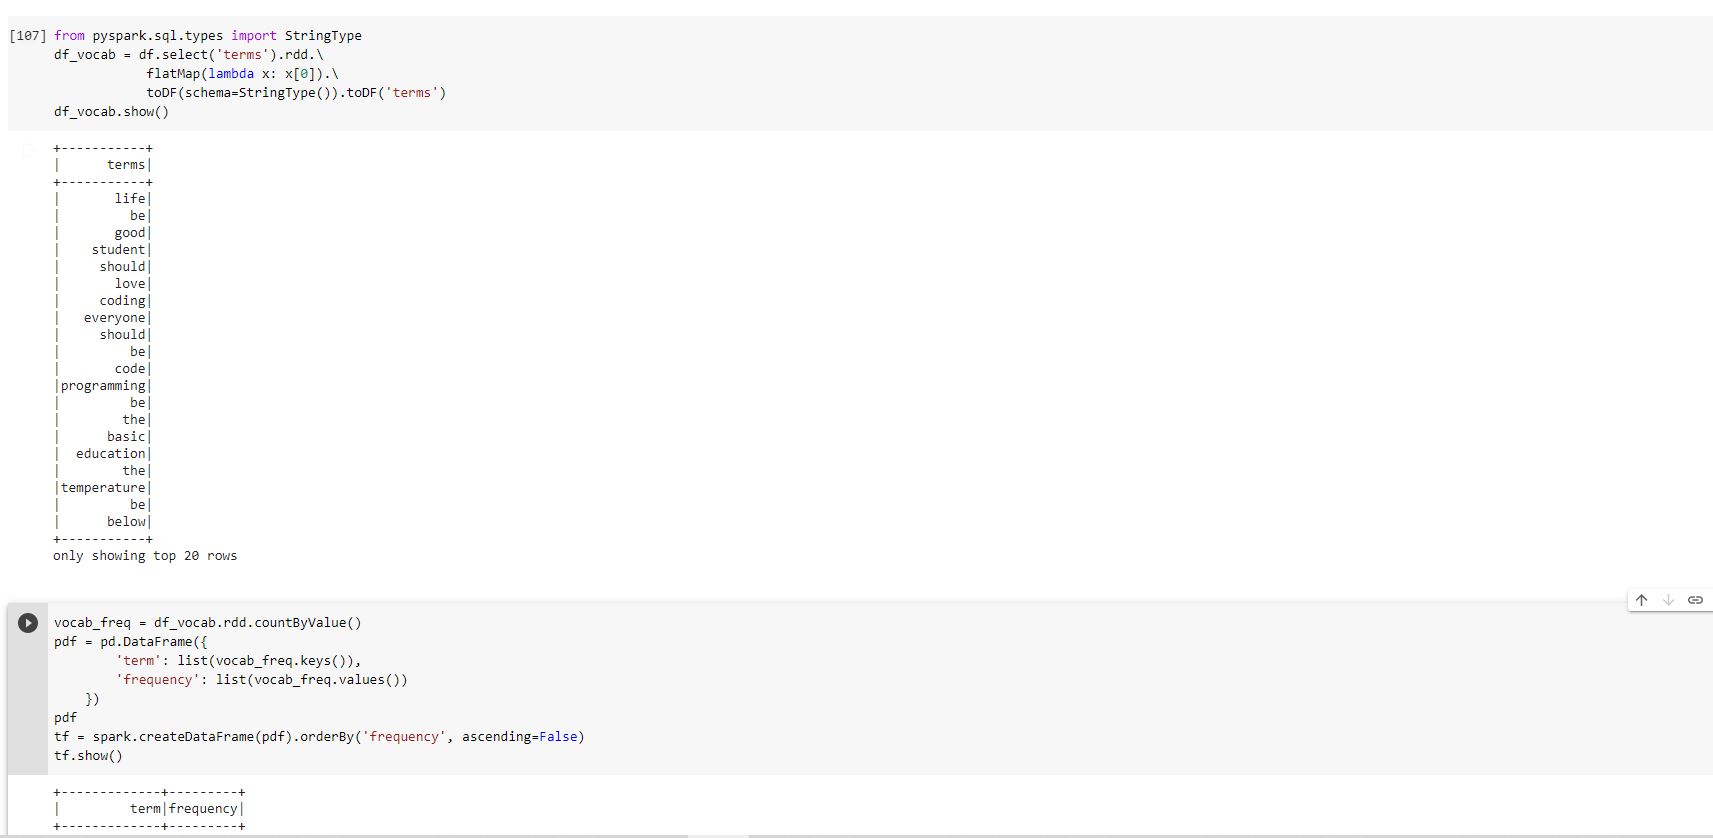 [107] from pyspark.sql.types import StringType
df_vocab = df.select('terms').rdd.\
            flatMap(lambda x: x[0]).\
            toDF(schema=StringType()).toDF('terms')
df_vocab.show()
+-----------+
|      terms|
+-----------+
|       life|
|         be|
|       good|
|    student|
|     should|
|       love|
|     coding|
|   everyone|
|     should|
|         be|
|       code|
|programming|
|         be|
|        the|
|      basic|
|  education|
|        the|
|temperature|
|         be|
|      below|
+-----------+
only showing top 20 rows
vocab_freq = df_vocab.rdd.countByValue()
pdf = pd.DataFrame({
        'term': list(vocab_freq.keys()),
        'frequency': list(vocab_freq.values())
    })
pdf
tf = spark.createDataFrame(pdf).orderBy('frequency', ascending=False)
tf.show()
+-------------+---------+
|         term|frequency|
+-------------+---------+